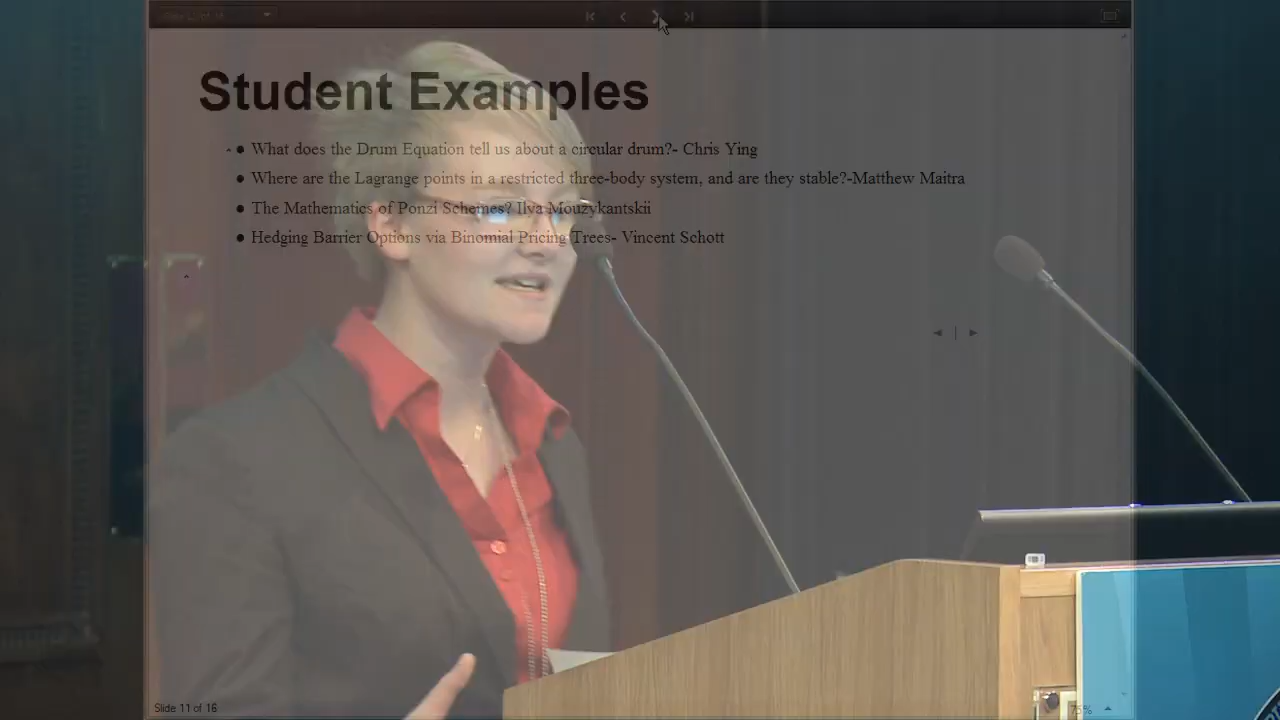 Student Examples
What does the Drum Equation tell us about a circular drum?- Chris Ying
Where are the Lagrange points in a restricted three-body system, and are they stable?-Matthew Maitra
The Mathematics of Ponzi Schemes? Ilya Mouzykantskii
Hedging Barrier Options via Binomial Pricing Trees- Vincent Schott
Slide 11 of 16
75%